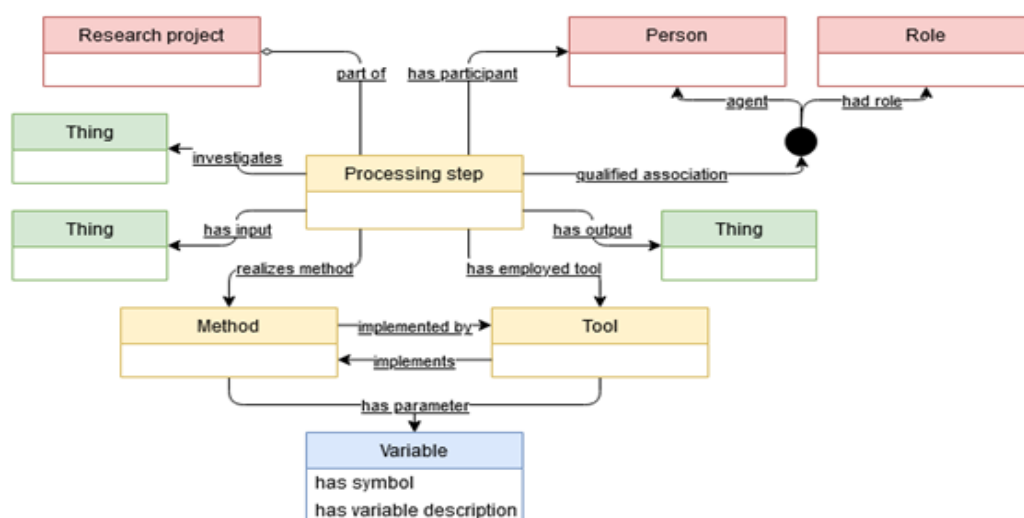 Research project
Person
Role
part of
has participant
agent
had role
Thing
investigates
Processing step
qualified association
Thing
has input
has output
Thing
realizes method
has employed tool
Method
implemented by
Tool
implements
has parameter
Variable
has symbol
has variable description